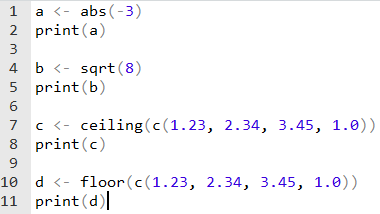 1 a <- abs(-3)
2 print(a)
3
4 b <- sqrt(8)
5 print(b)
6
7 c <- ceiling(c(1.23, 2.34, 3.45, 1.0))
8 print(c)
9
10 d <- floor(c(1.23, 2.34, 3.45, 1.0))
11 print(d)